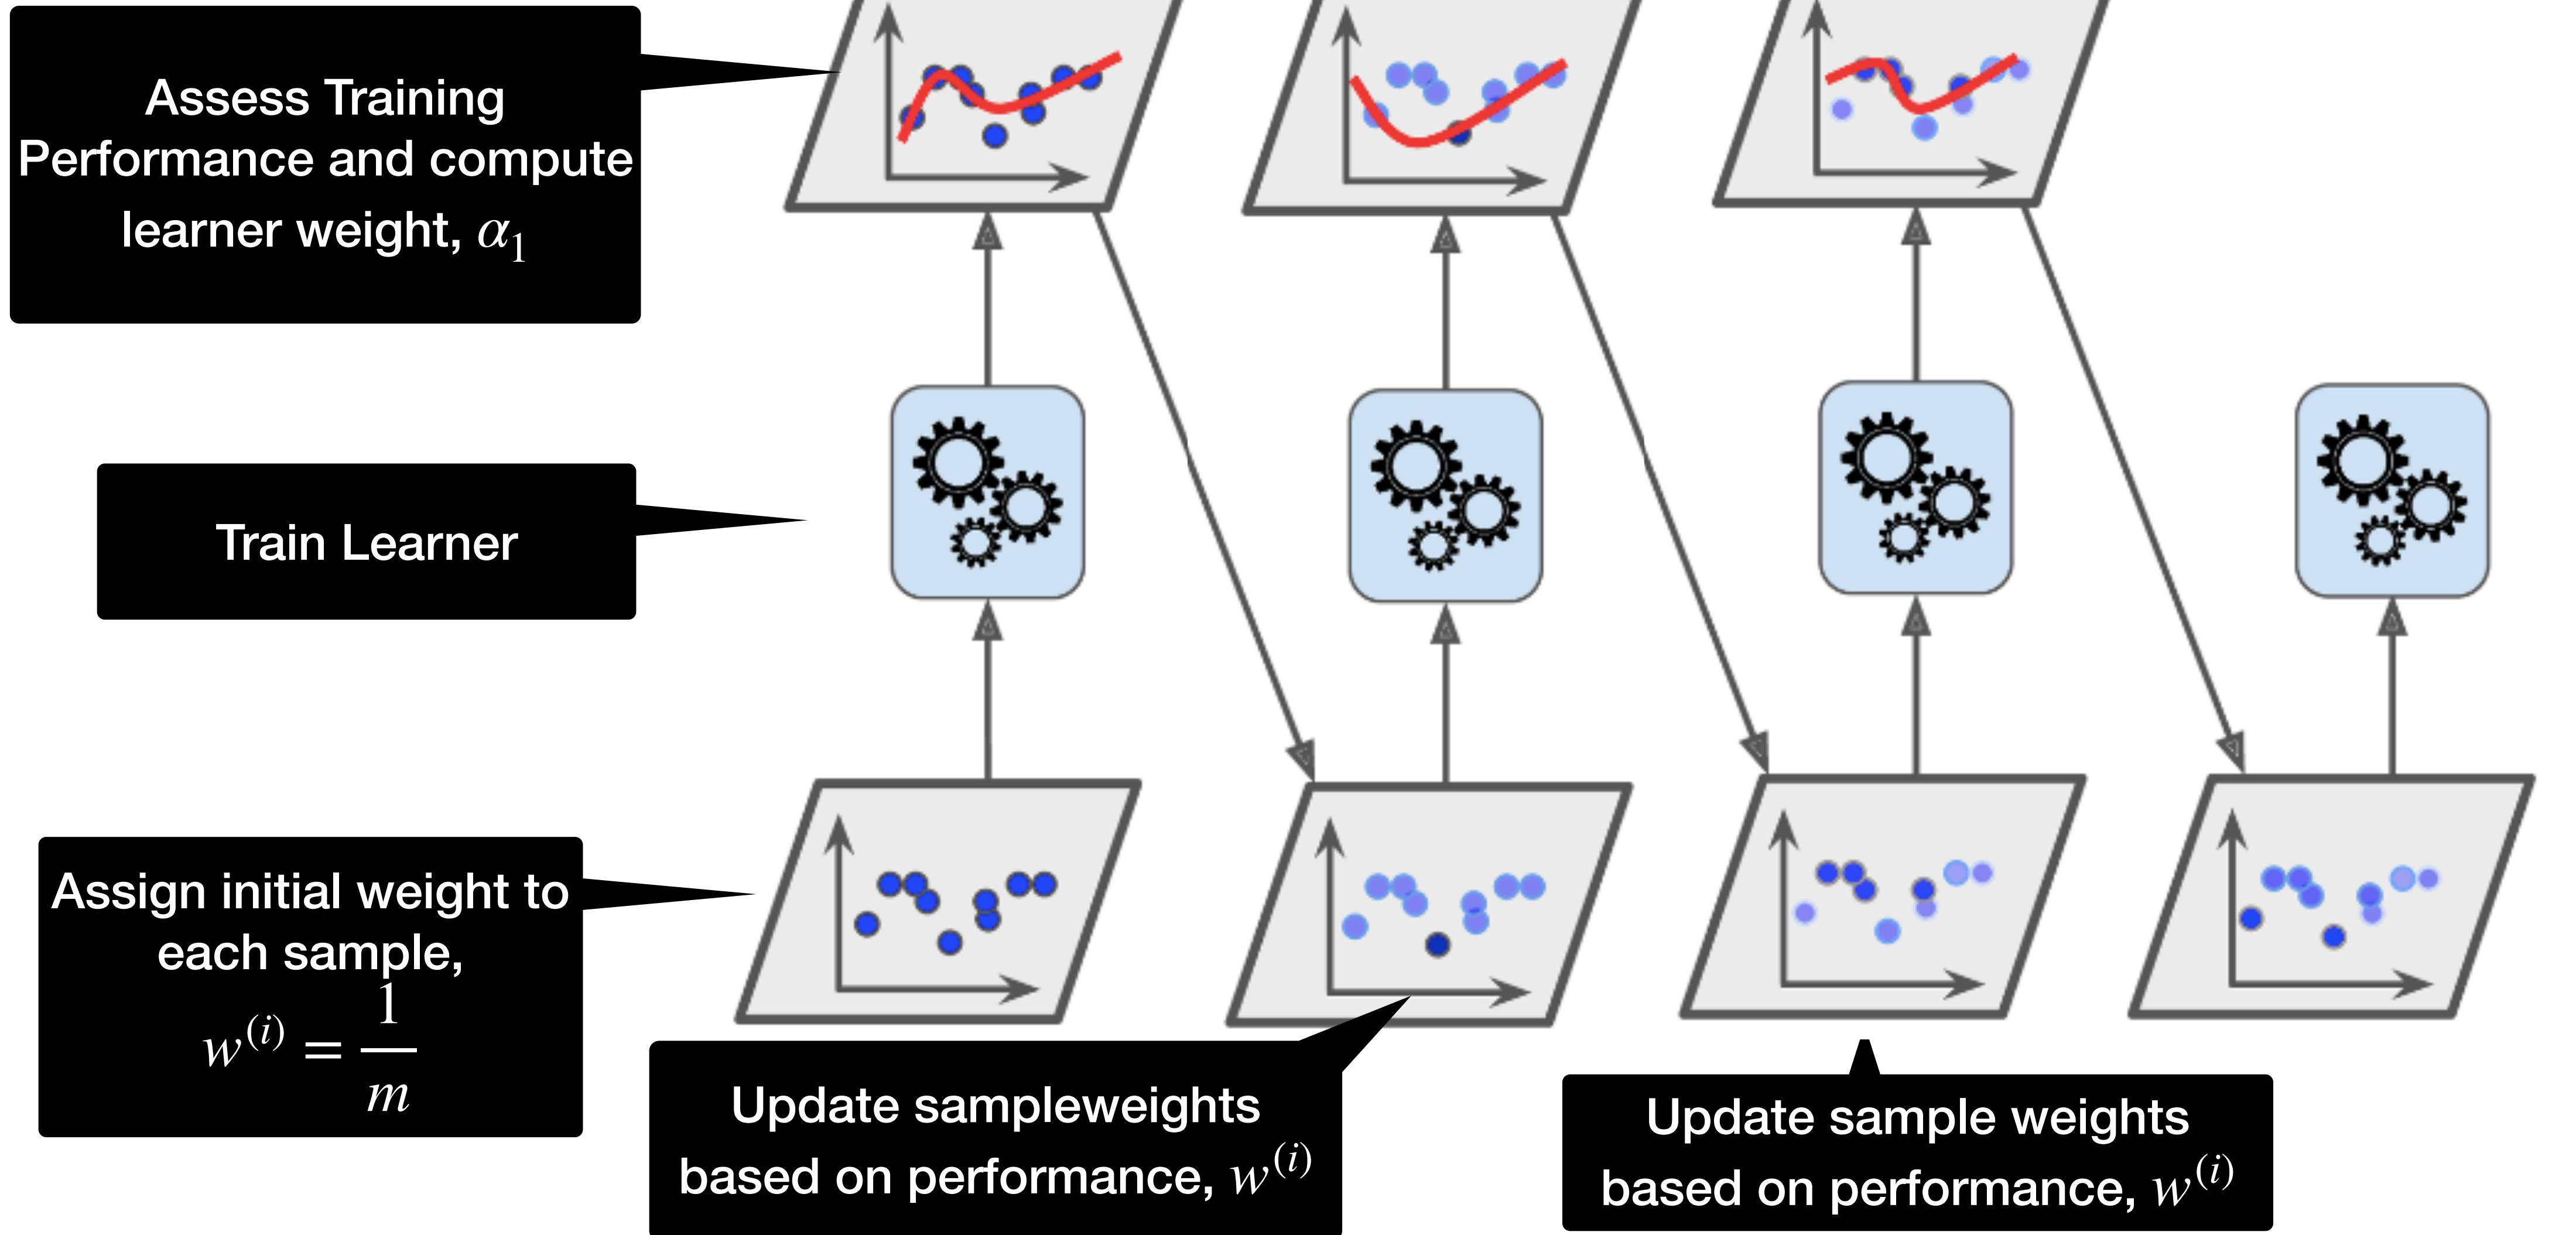 Assess Training
Performance and compute
learner weight, α₁
Train Learner
Assign initial weight to
each sample,
w⁽ⁱ⁾ = 1/m
Update sampleweights
based on performance, w⁽ⁱ⁾
Update sample weights
based on performance, w⁽ⁱ⁾